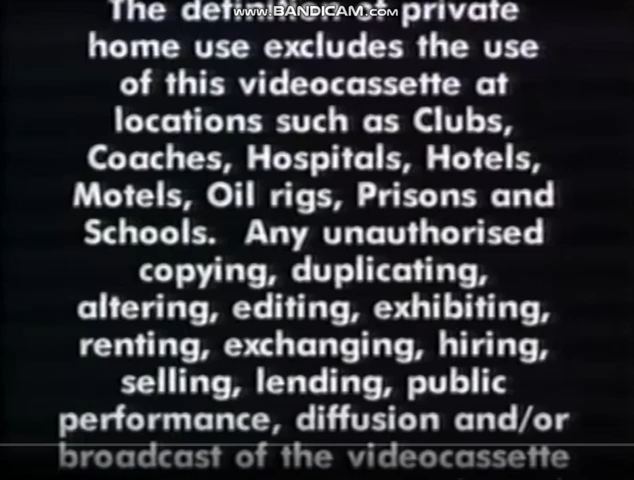 www.BANDICAM.com
The definition of private
home use excludes the use
of this videocassette at
locations such as Clubs,
Coaches, Hospitals, Hotels,
Motels, Oil rigs, Prisons and
Schools. Any unauthorised
copying, duplicating,
altering, editing, exhibiting,
renting, exchanging, hiring,
selling, lending, public
performance, diffusion and/or
broadcast of the videocassette